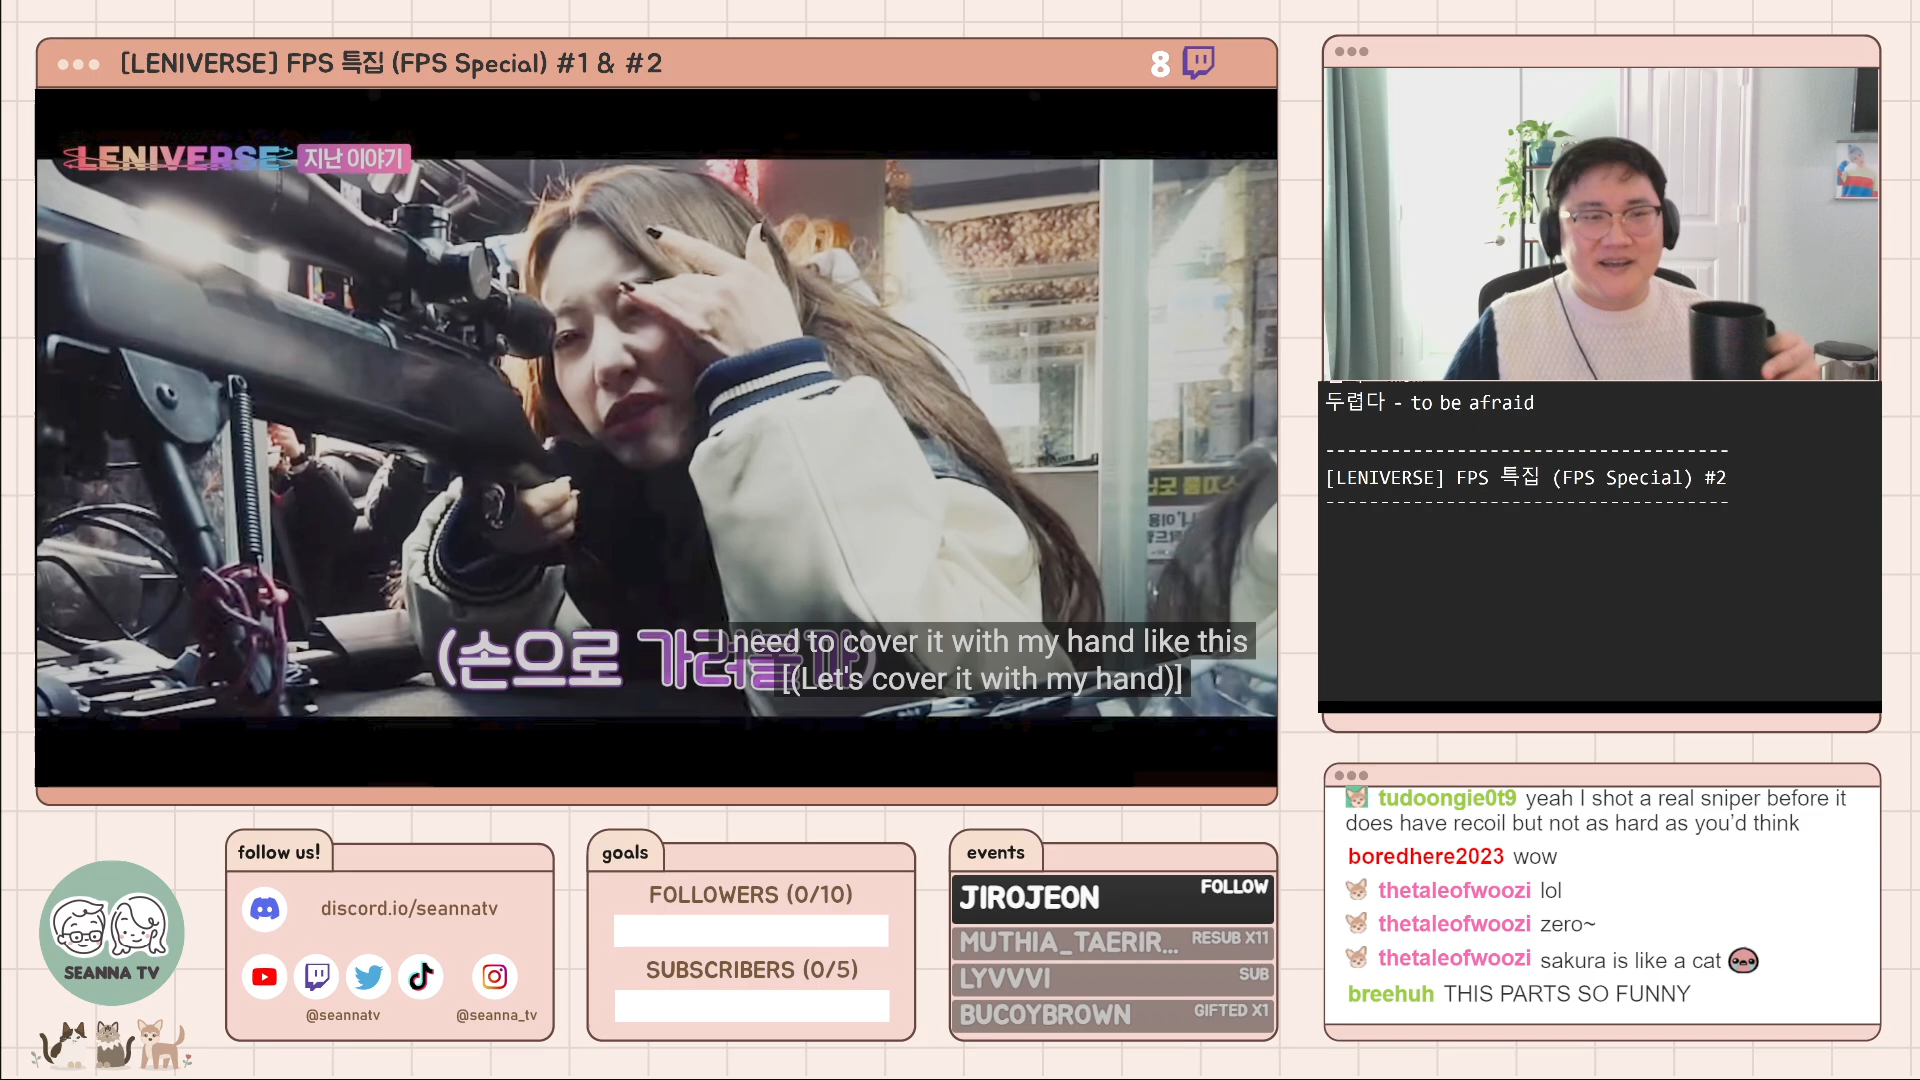 [LENIVERSE] FPS 특집 (FPS Special) #1 & #2
8
LENIVERSE 지난 이야기
(손으로
I need to cover it with my hand like this
[(Let's cover it with my hand)]
두렵다 - to be afraid
-----------------------------------
[LENIVERSE] FPS 특집 (FPS Special) #2
-----------------------------------
tudoongie0t9 yeah I shot a real sniper before it
does have recoil but not as hard as you'd think
boredhere2023 wow
thetaleofwoozi lol
thetaleofwoozi zero~
thetaleofwoozi sakura is like a cat
breehuh THIS PARTS SO FUNNY
SEANNA TV
follow us!
discord.io/seannatv
@seannatv
@seanna_tv
goals
FOLLOWERS (0/10)
SUBSCRIBERS (0/5)
events
JIROJEON FOLLOW
MUTHIA_TAERIR... RESUB X11
LYVVVI SUB
BUCOYBROWN GIFTED X1